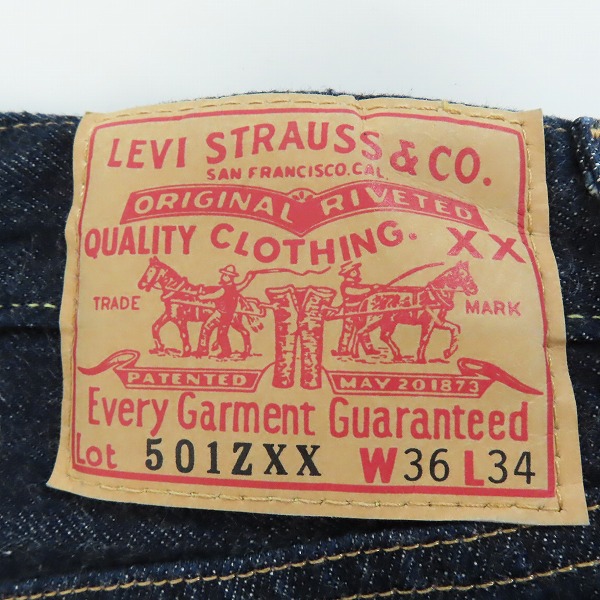 LEVI STRAUSS & CO.
SAN FRANCISCO. CAL.
ORIGINAL RIVETED
QUALITY CLOTHING. XX
TRADE MARK
PATENTED MAY 20 1873
Every Garment Guaranteed
Lot 501ZXX W36 L34